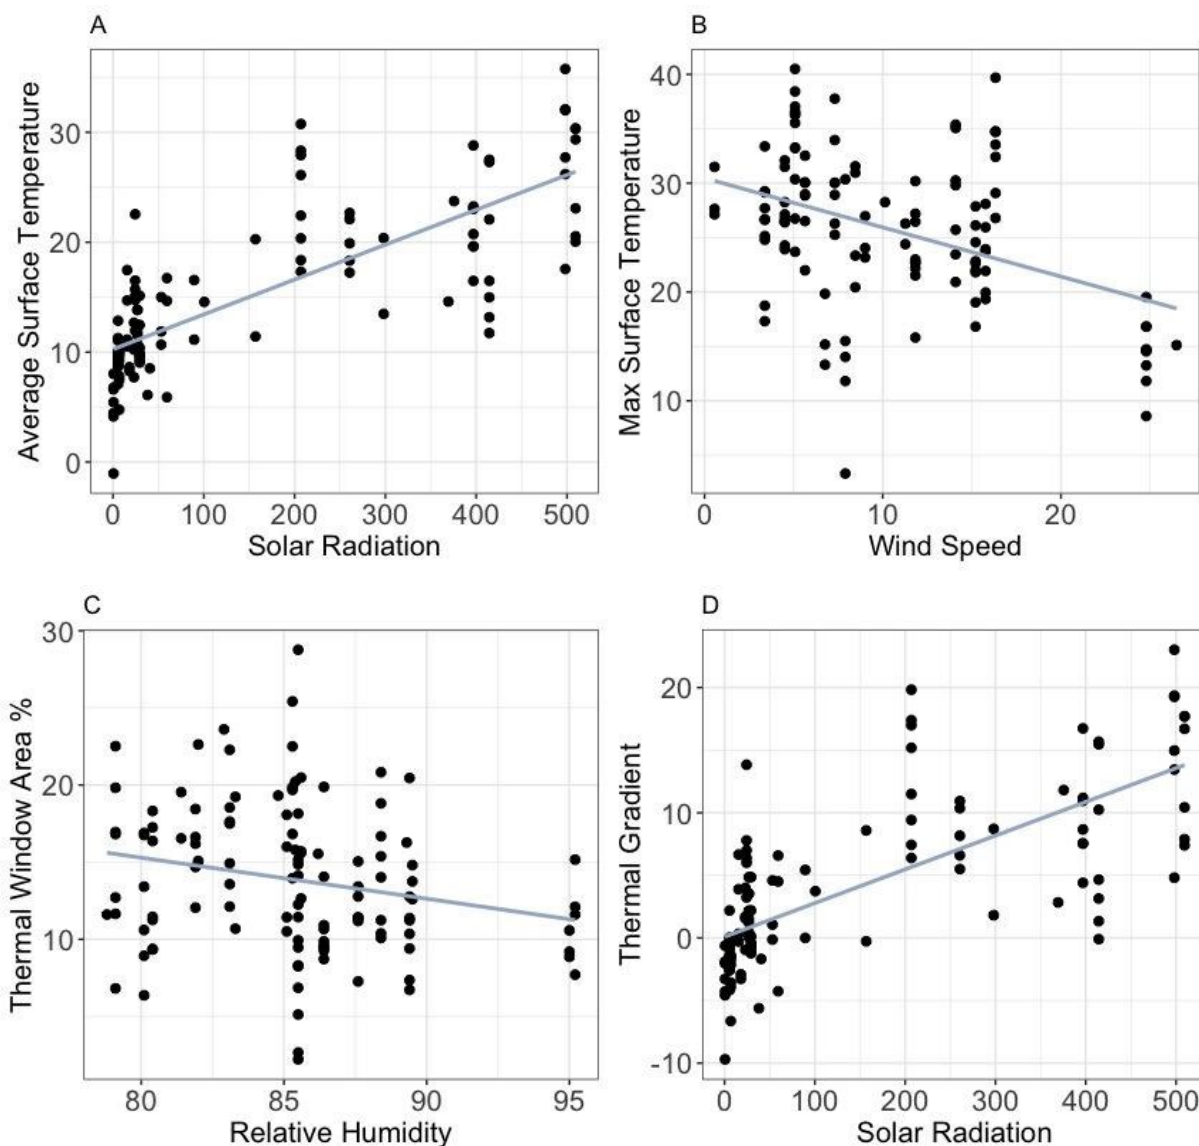 A
Average Surface Temperature
30
20
10
0
0 100 200 300 400 500
Solar Radiation
B
Max Surface Temperature
40
30
20
10
0 10 20
Wind Speed
C
Thermal Window Area %
30
20
10
80 85 90 95
Relative Humidity
D
Thermal Gradient
20
10
0
-10
0 100 200 300 400 500
Solar Radiation